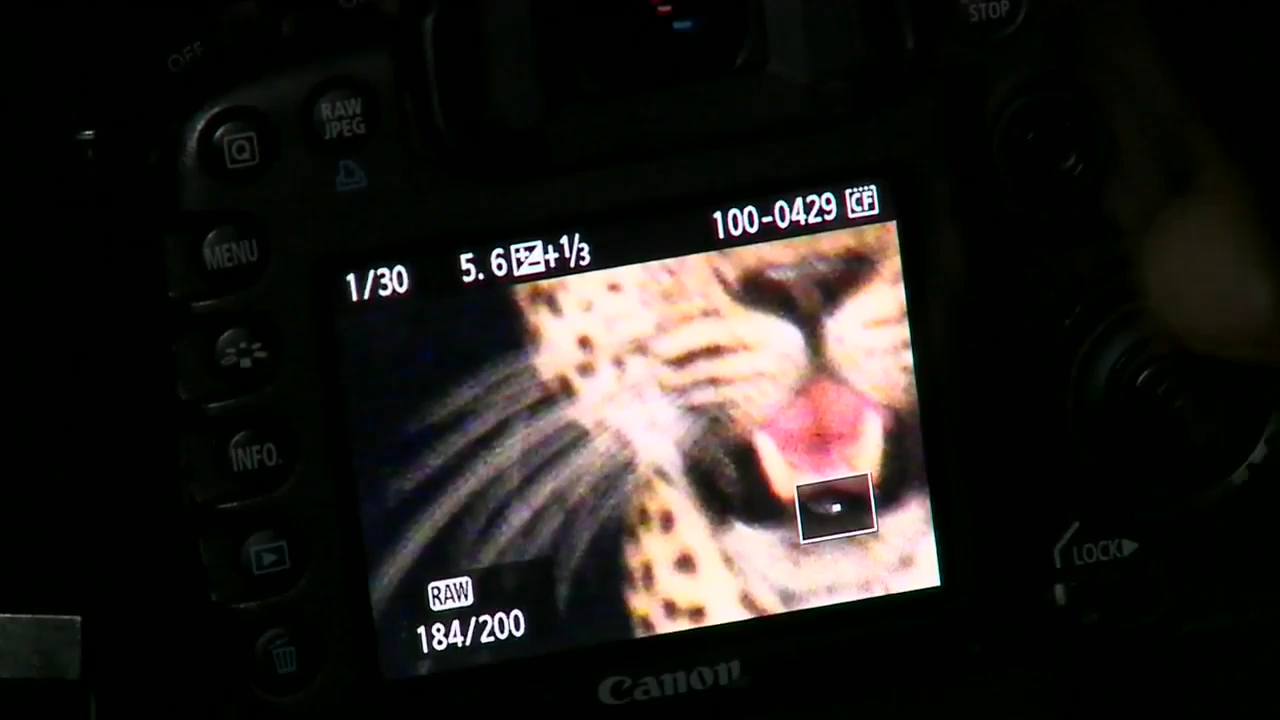 OFF
STOP
RAW
JPEG
Q
MENU
100-0429 CF
1/30 5.6 +1/3
INFO.
LOCK
RAW
184/200
Canon